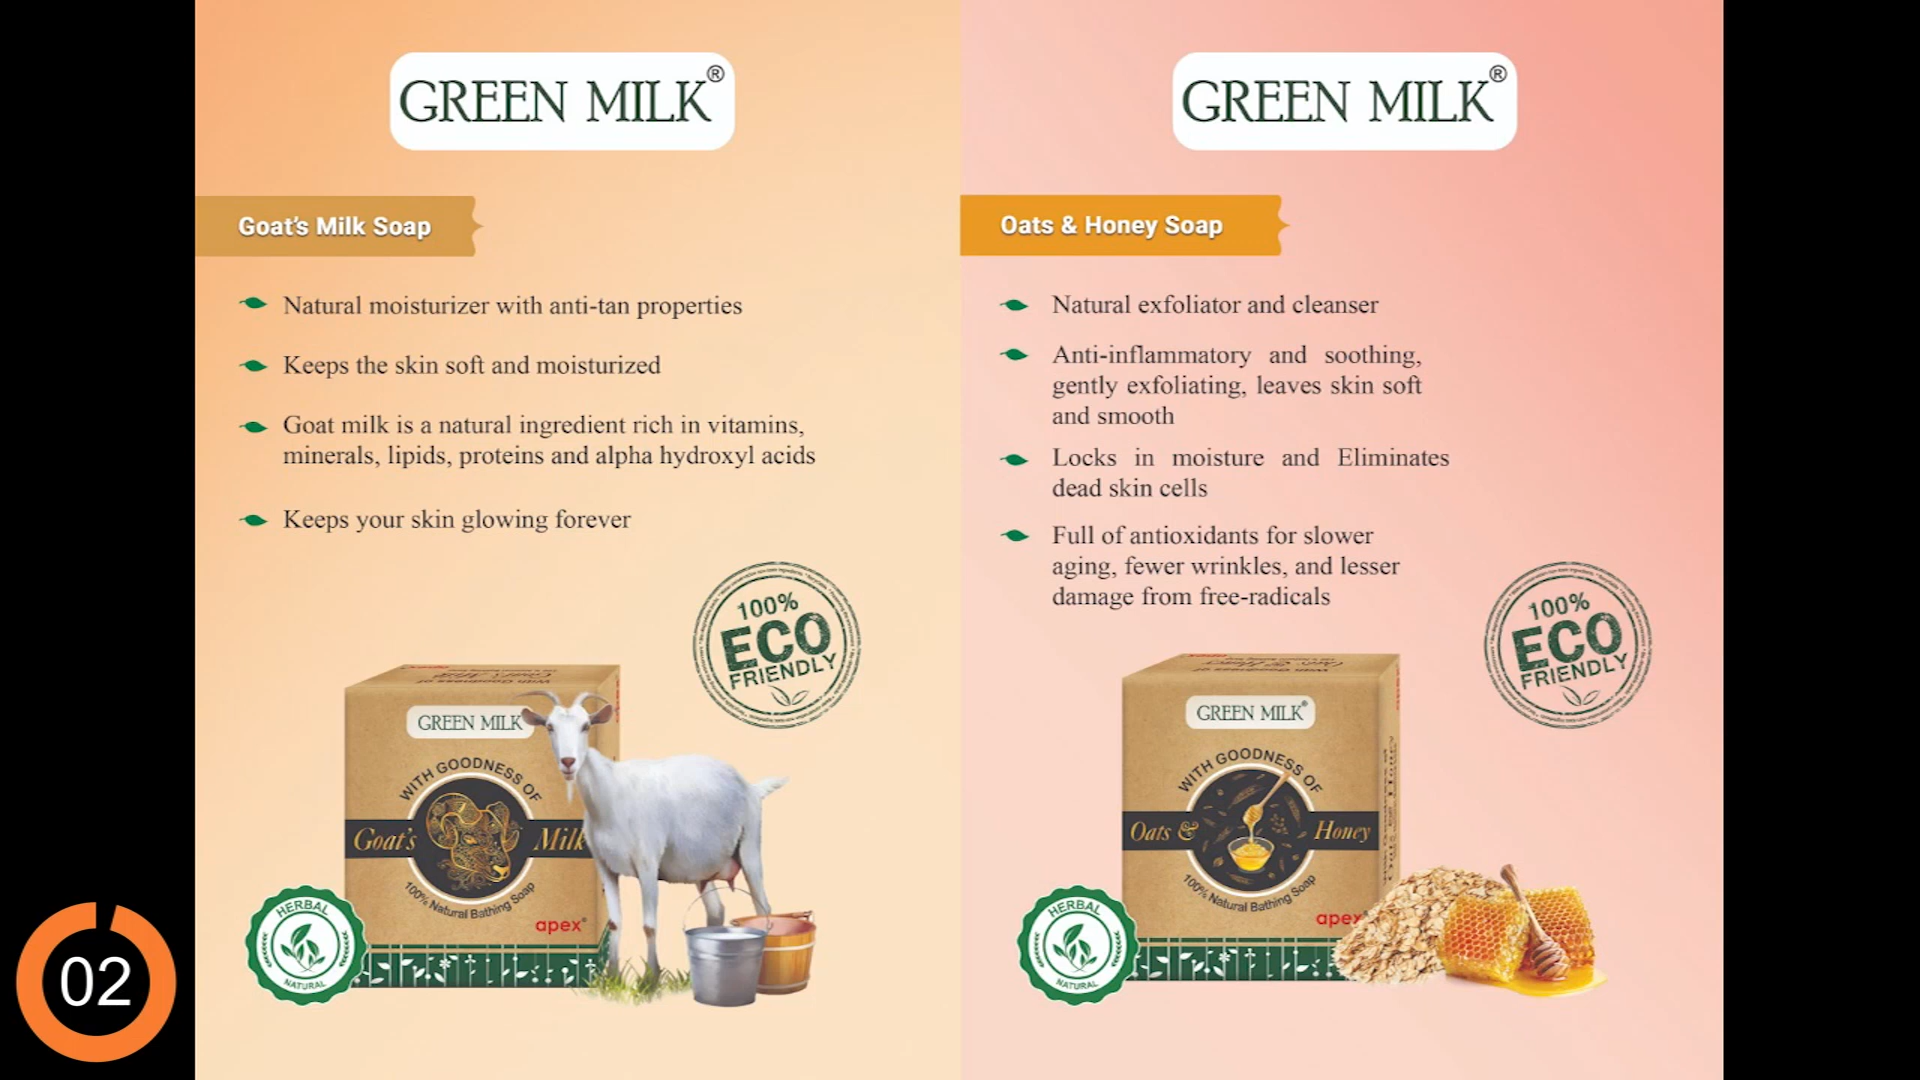 GREEN MILK®
Goat's Milk Soap
Natural moisturizer with anti-tan properties
Keeps the skin soft and moisturized
Goat milk is a natural ingredient rich in vitamins,
minerals, lipids, proteins and alpha hydroxyl acids
Keeps your skin glowing forever
100%
ECO
FRIENDLY
GREEN MILK
WITH GOODNESS OF
Goat's Milk
100% Natural Bathing Soap
apex®
HERBAL
NATURAL
02
GREEN MILK®
Oats & Honey Soap
Natural exfoliator and cleanser
Anti-inflammatory and soothing,
gently exfoliating, leaves skin soft
and smooth
Locks in moisture and Eliminates
dead skin cells
Full of antioxidants for slower
aging, fewer wrinkles, and lesser
damage from free-radicals
100%
ECO
FRIENDLY
GREEN MILK®
WITH GOODNESS OF
Oats & Honey
100% Natural Bathing Soap
apex
HERBAL
NATURAL